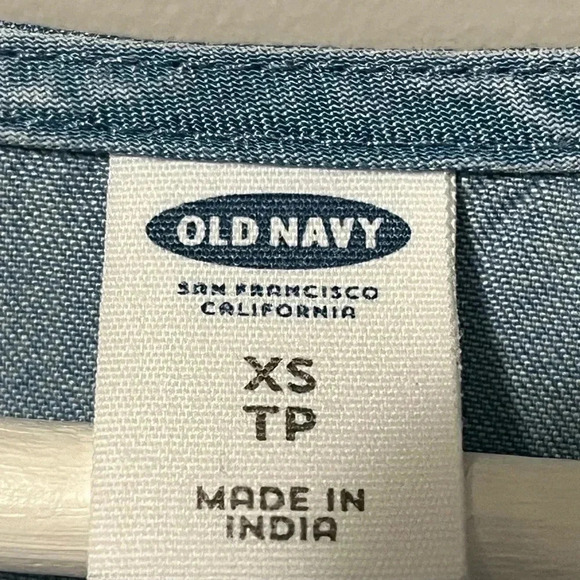 OLD NAVY
SAN FRANCISCO
CALIFORNIA
XS
TP
MADE IN
INDIA